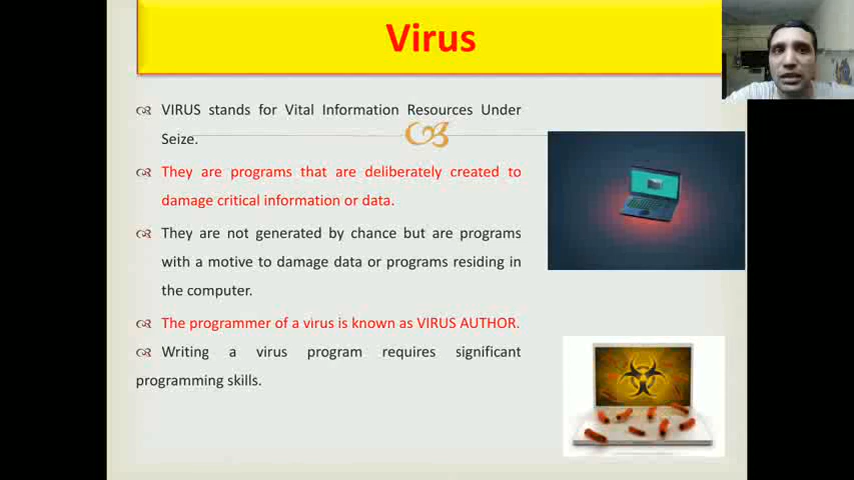 Virus
VIRUS stands for Vital Information Resources Under
Seize.
They are programs that are deliberately created to
damage critical information or data.
They are not generated by chance but are programs
with a motive to damage data or programs residing in
the computer.
The programmer of a virus is known as VIRUS AUTHOR.
Writing a virus program requires significant
programming skills.